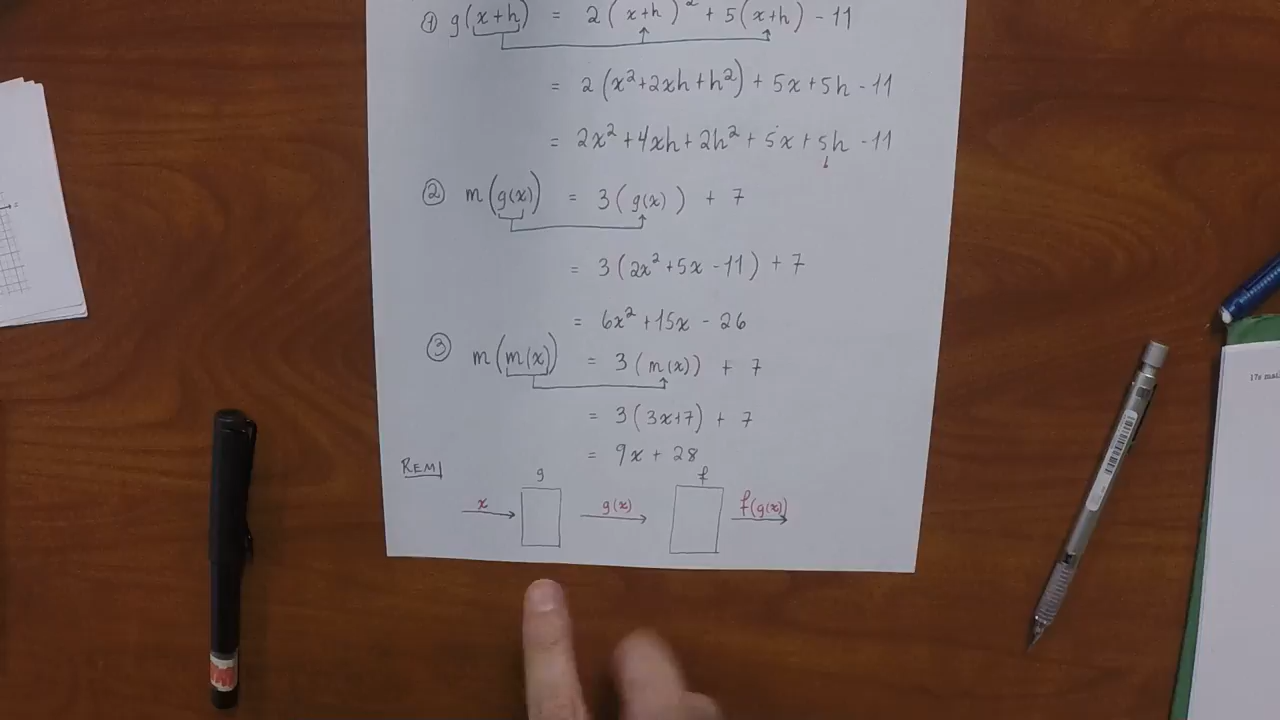 ① g(x+h) = 2(x+h)² + 5(x+h) - 11
= 2(x²+2xh+h²) + 5x+5h - 11
= 2x²+4xh+2h²+5x+5h - 11
② m(g(x)) = 3(g(x)) + 7
= 3(2x²+5x-11) + 7
= 6x²+15x - 26
③ m(m(x)) = 3(m(x)) + 7
= 3(3x+7) + 7
= 9x + 28
REM
g f
x g(x) f(g(x))